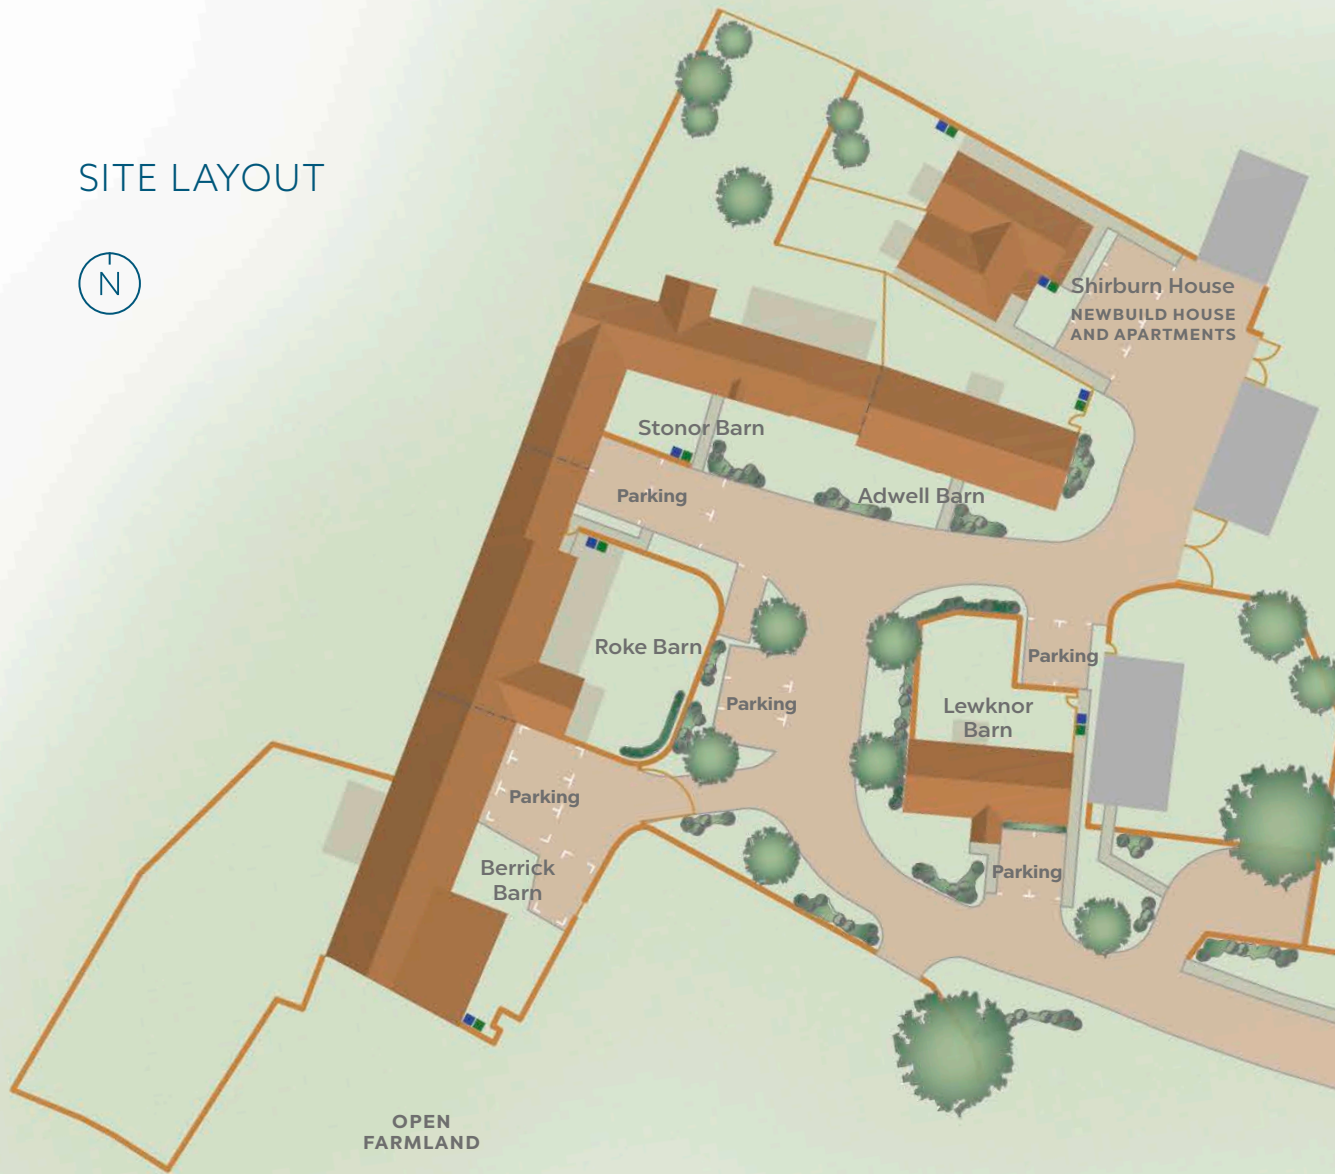 SITE LAYOUT
N
Shirburn House
NEWBUILD HOUSE
AND APARTMENTS
Stonor Barn
Parking
Adwell Barn
Roke Barn
Parking
Parking
Lewknor
Barn
Parking
Berrick
Barn
Parking
OPEN
FARMLAND